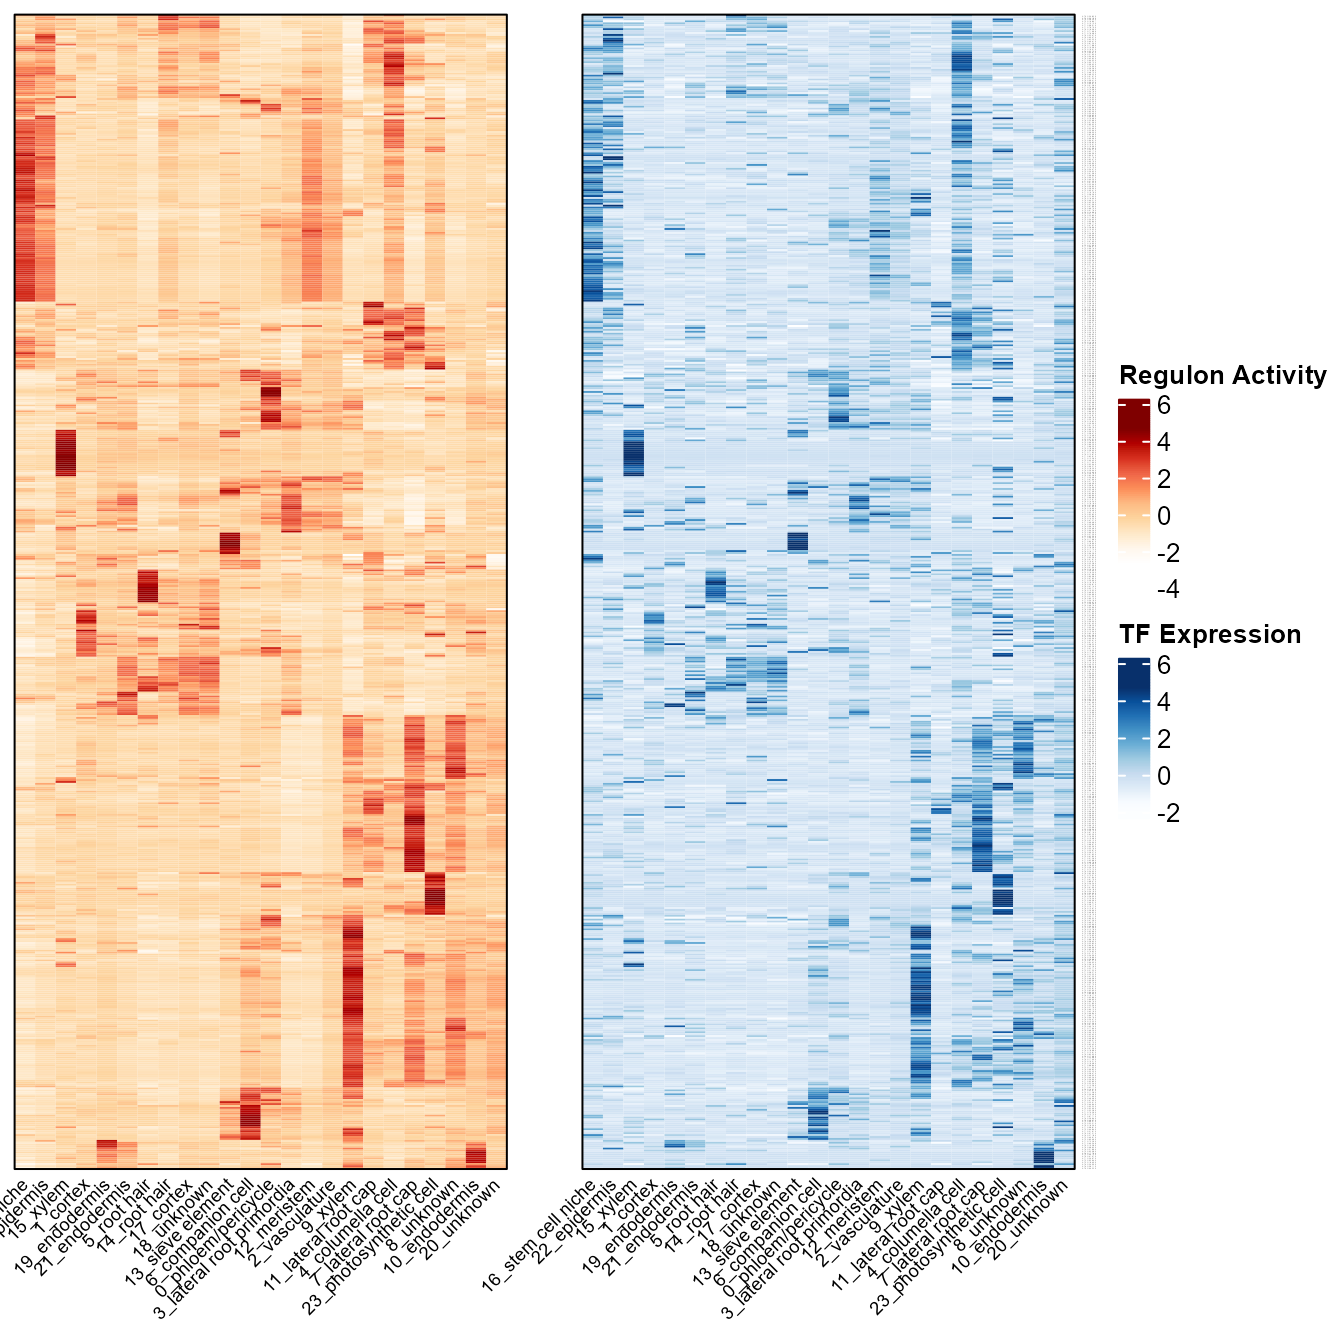 Regulon Activity
6
4
2
0
-2
-4
TF Expression
6
4
2
0
-2
niche
epidermis
15_xylem
1_cortex
19_endodermis
21_endodermis
5_root hair
14_root hair
17_cortex
18_unknown
13_sieve element
6_companion cell
0_phloem/pericycle
3_lateral root primordia
12_meristem
2_vasculature
9_xylem
11_lateral root cap
4_columella cell
7_lateral root cap
23_photosynthetic cell
8_unknown
10_endodermis
20_unknown
16_stem cell niche
22_epidermis
15_xylem
1_cortex
19_endodermis
21_endodermis
5_root hair
14_root hair
17_cortex
18_unknown
13_sieve element
6_companion cell
0_phloem/pericycle
3_lateral root primordia
12_meristem
2_vasculature
9_xylem
11_lateral root cap
4_columella cell
7_lateral root cap
23_photosynthetic cell
8_unknown
10_endodermis
20_unknown